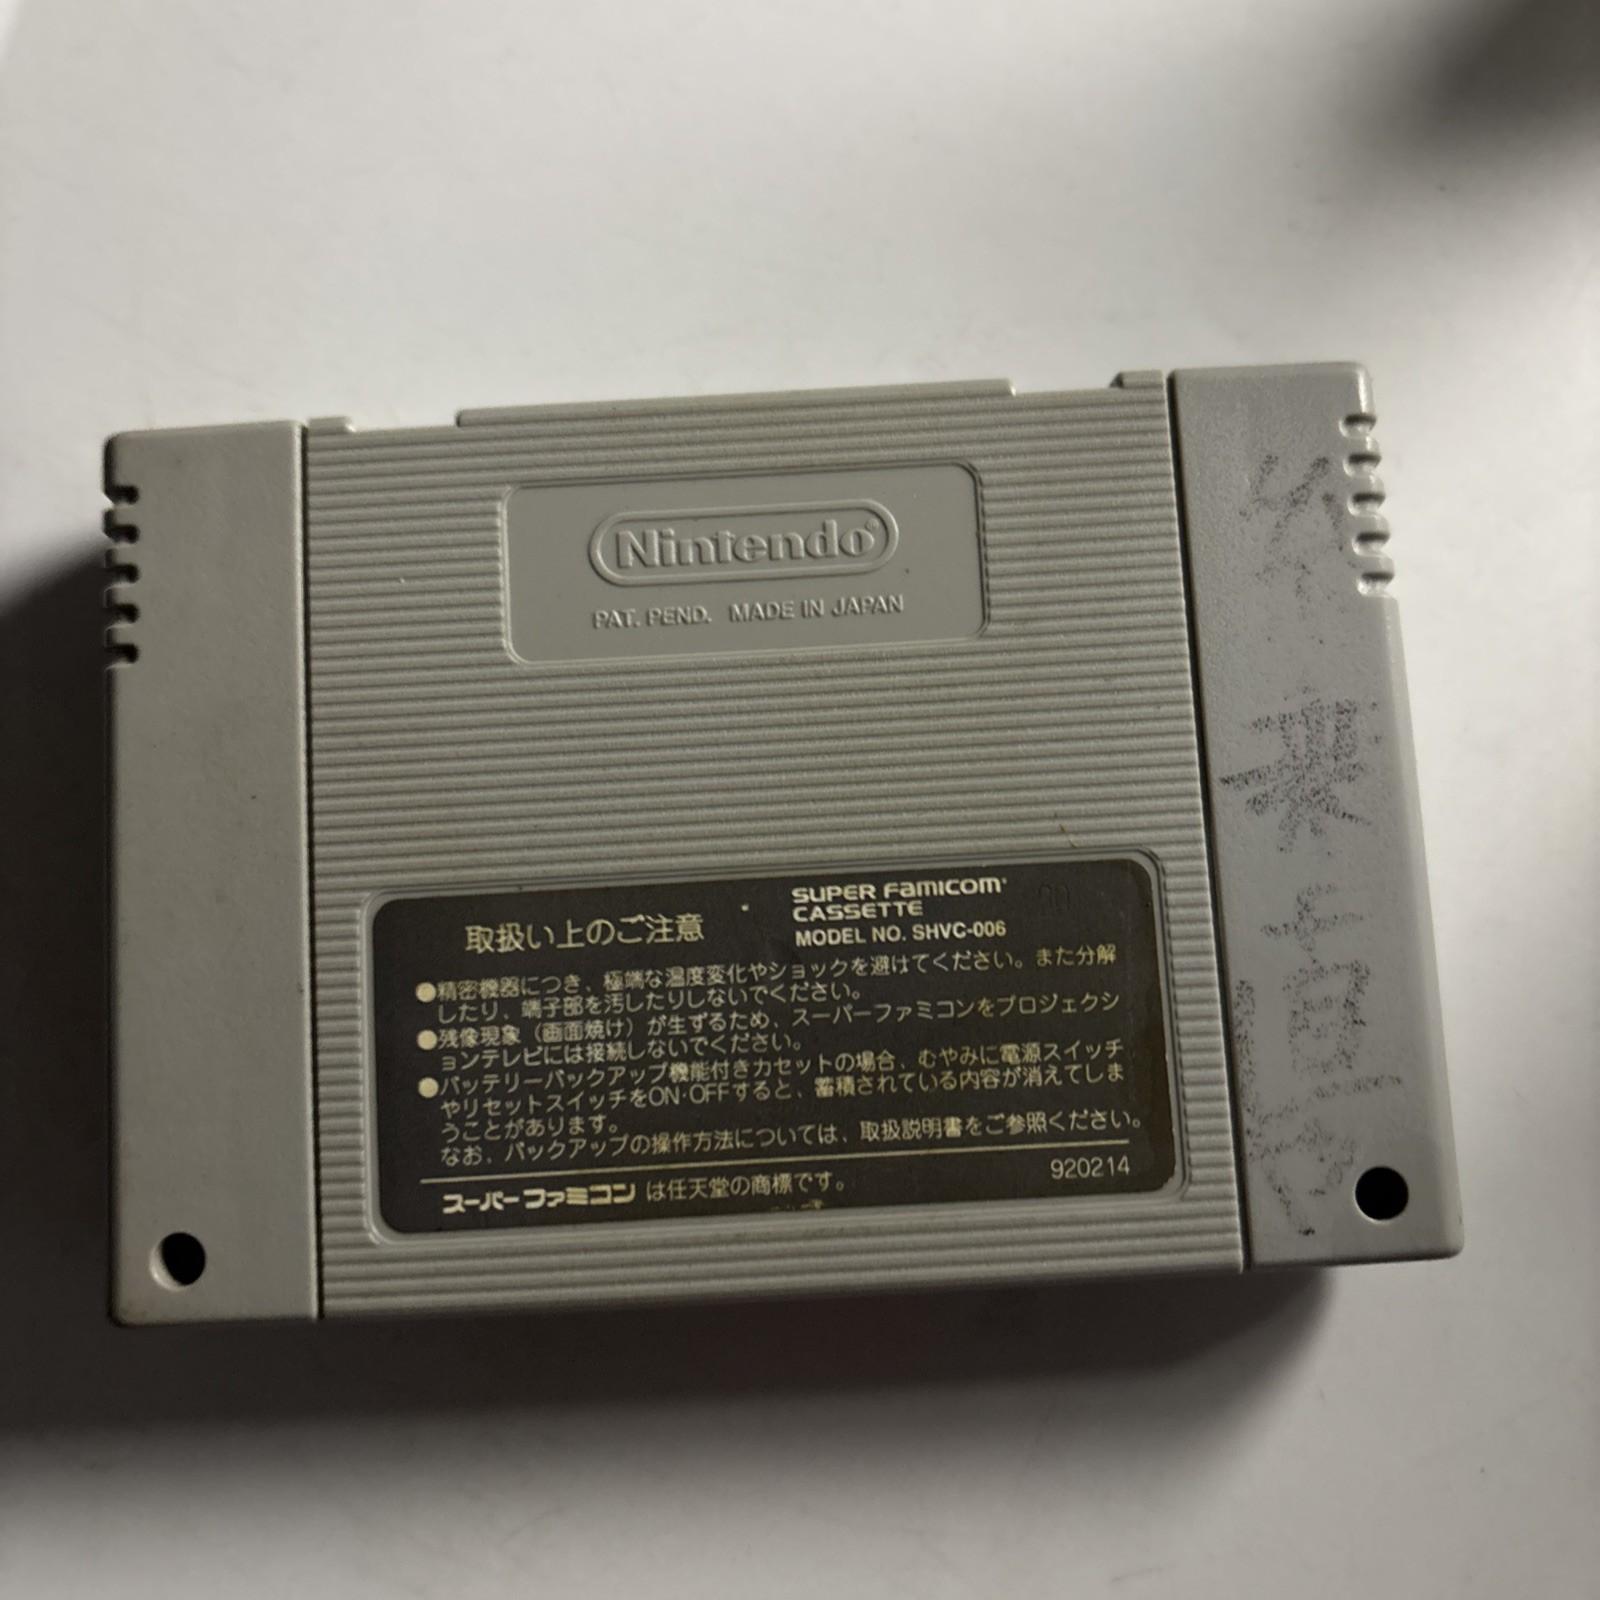 Nintendo®
PAT. PEND. MADE IN JAPAN
取扱い上のご注意
SUPER FAMICOM
CASSETTE
MODEL NO. SHVC-006
●精密機器につき、極端な温度変化やショックを避けてください。また分解
したり、端子部を汚したりしないでください。
●残像現象（画面焼け）が生ずるため、スーパーファミコンをプロジェクシ
ョンテレビには接続しないでください。
●バッテリーバックアップ機能付きカセットの場合、むやみに電源スイッチ
やリセットスイッチをON·OFFすると、蓄積されている内容が消えてしま
うことがあります。
なお、バックアップの操作方法については、取扱説明書をご参照ください。
スーパーファミコンは任天堂の商標です。
920214